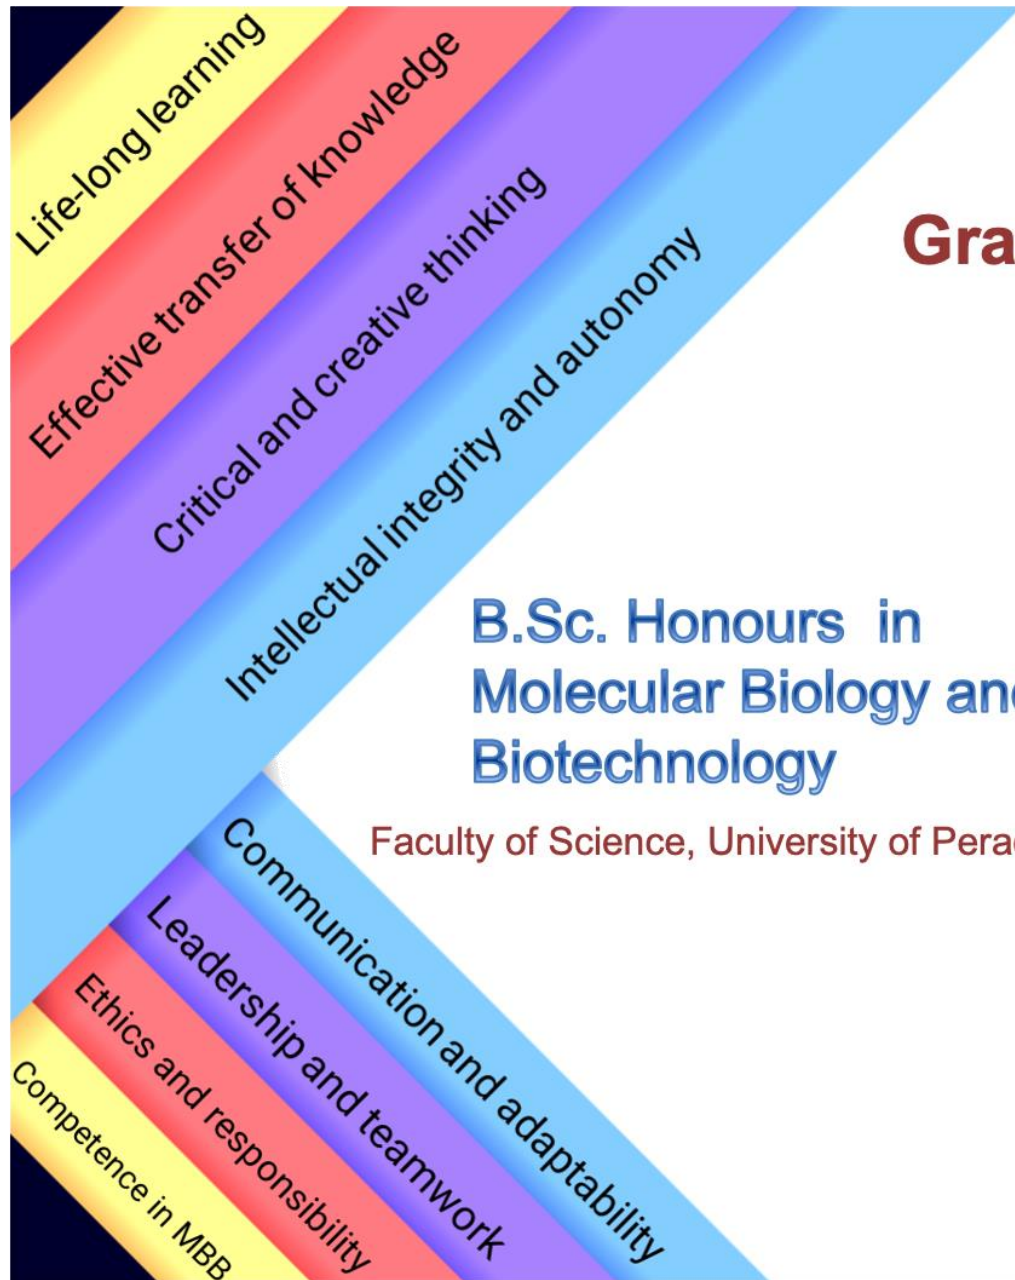 Life-long learning
Effective transfer of knowledge
Critical and creative thinking
Intellectual integrity and autonomy
Gra
B.Sc. Honours in
Molecular Biology an
Biotechnology
Faculty of Science, University of Pera
Communication and adaptability
Leadership and teamwork
Ethics and responsibility
Competence in MBB